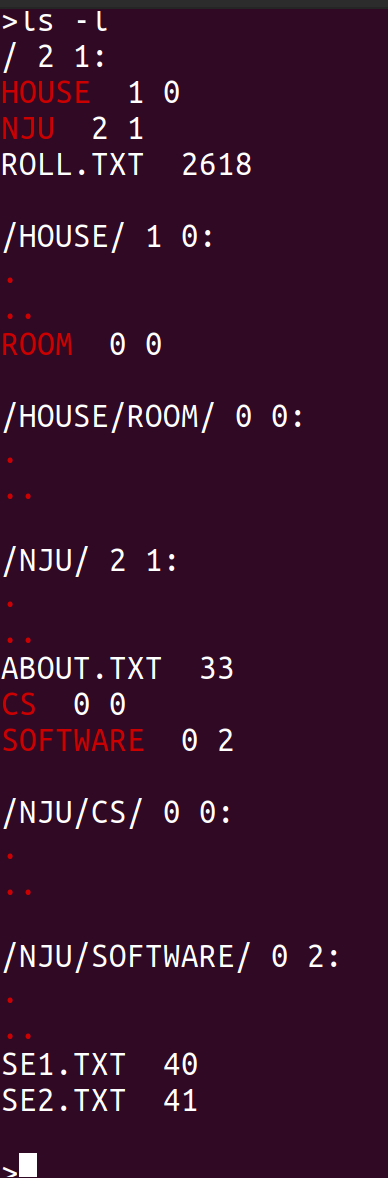 >ls -l
/ 2 1:
HOUSE  1 0
NJU  2 1
ROLL.TXT  2618

/HOUSE/ 1 0:
.
..
ROOM  0 0

/HOUSE/ROOM/ 0 0:
.
..

/NJU/ 2 1:
.
..
ABOUT.TXT  33
CS  0 0
SOFTWARE  0 2

/NJU/CS/ 0 0:
.
..

/NJU/SOFTWARE/ 0 2:
.
..
SE1.TXT  40
SE2.TXT  41

>